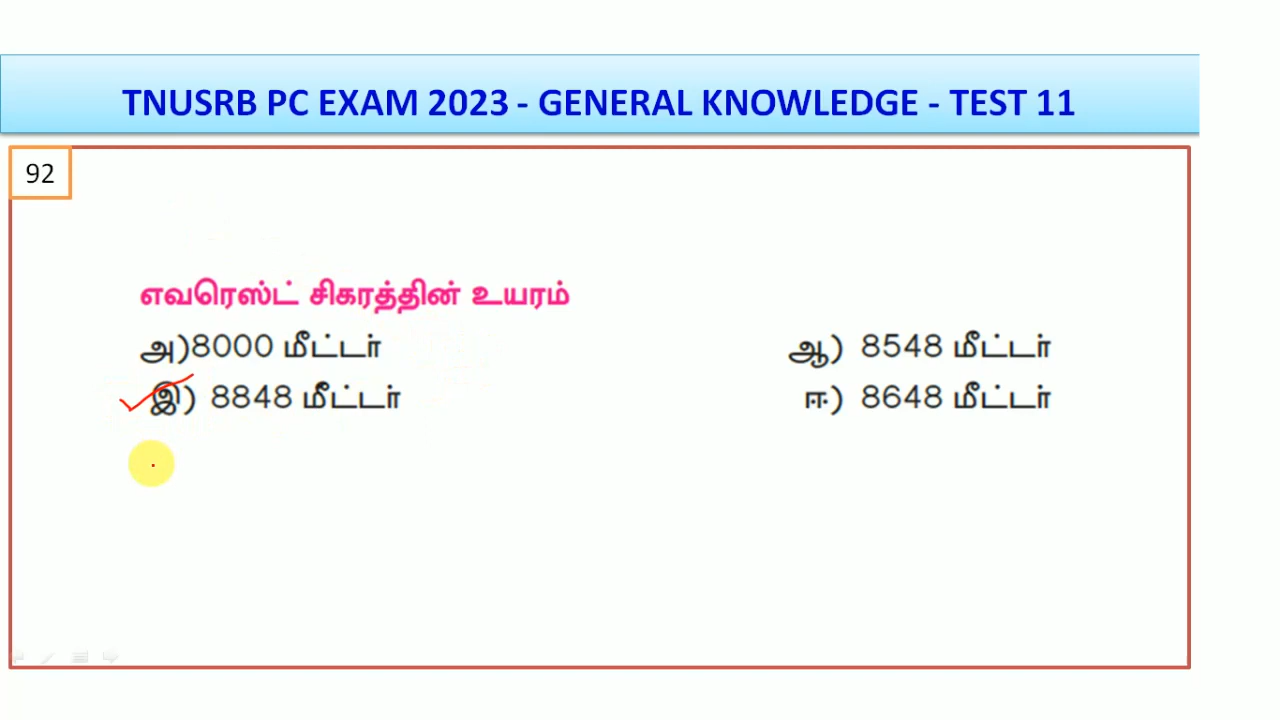 TNUSRB PC EXAM 2023 - GENERAL KNOWLEDGE - TEST 11
92
எவரெஸ்ட் சிகரத்தின் உயரம்
அ)8000 மீட்டர் ஆ) 8548 மீட்டர்
இ) 8848 மீட்டர் ஈ) 8648 மீட்டர்